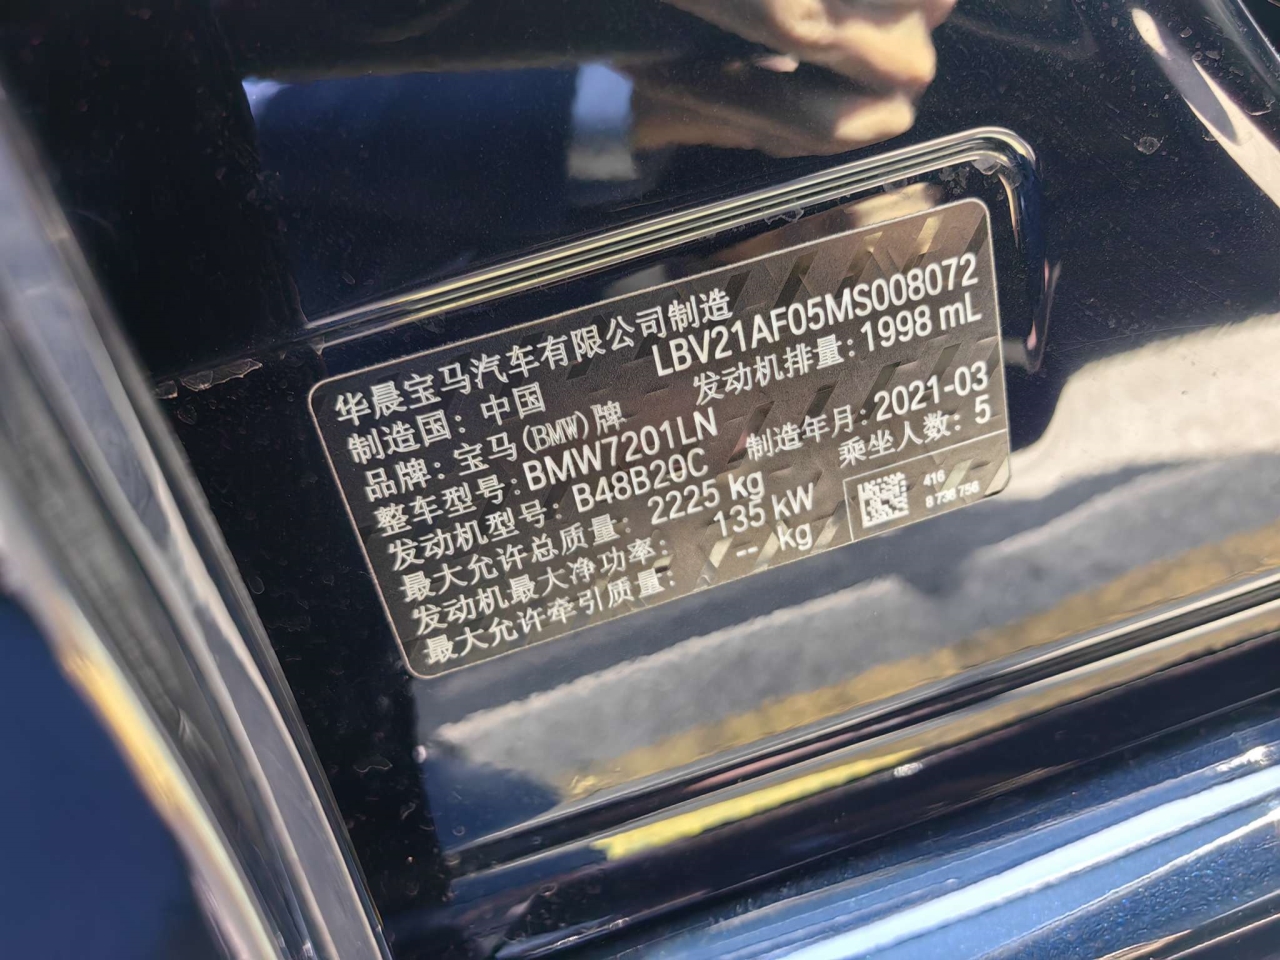 华晨宝马汽车有限公司制造
制造国：中国 LBV21AF05MS008072
品牌：宝马(BMW)牌 发动机排量：1998 mL
整车型号：BMW7201LN
发动机型号：B48B20C 制造年月：2021-03
最大允许总质量：2225 kg 乘坐人数：5
发动机最大净功率：135 kW
最大允许牵引质量：-- kg
416
8 736 756